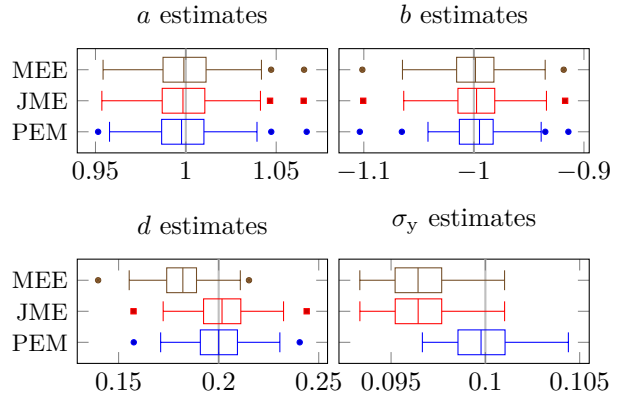 a estimates
b estimates
MEE
JME
PEM
0.95 1 1.05
−1.1 −1 −0.9
d estimates
σy estimates
MEE
JME
PEM
0.15 0.2 0.25
0.095 0.1 0.105